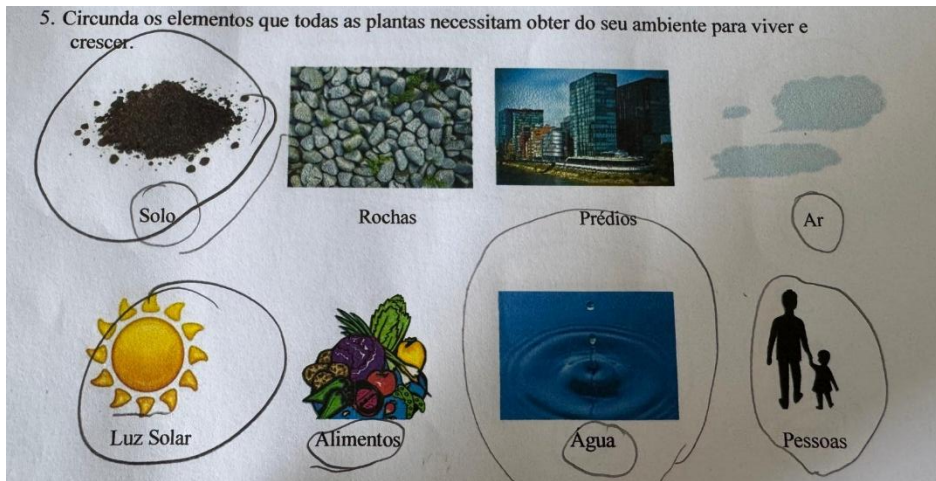 5. Circunda os elementos que todas as plantas necessitam obter do seu ambiente para viver e
crescer.
Solo
Rochas
Prédios
Ar
Luz Solar
Alimentos
Água
Pessoas